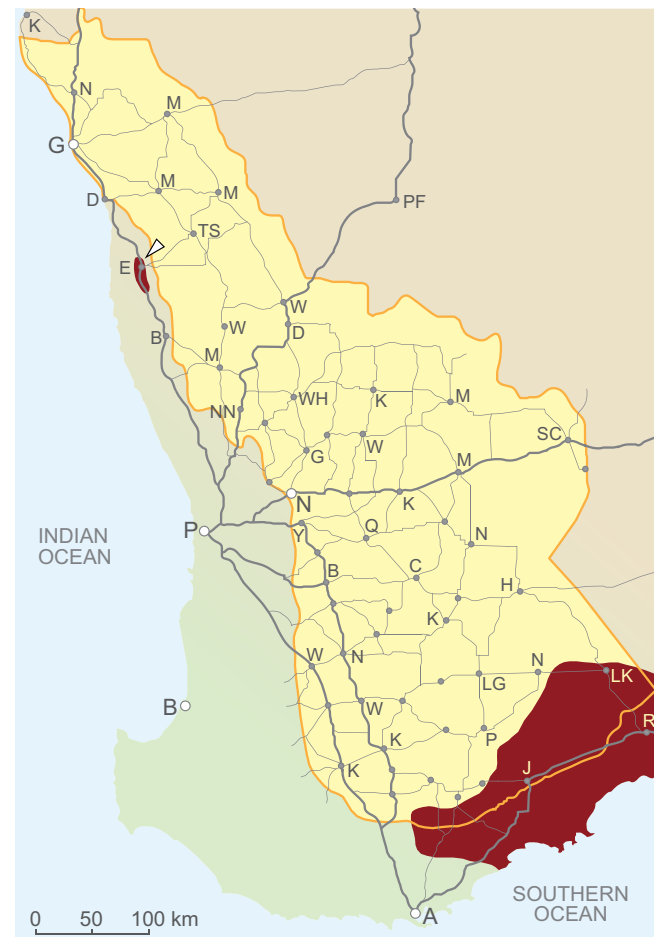 K
N
M
G
M
M
D
PF
TS
E
W
W
D
B
M
WH
K
M
NN
SC
W
G
M
N
K
P
Y
Q
N
INDIAN
OCEAN
B
C
H
K
W
N
N
LG
LK
B
W
R
P
K
K
J
SOUTHERN
OCEAN
A
0 50 100 km